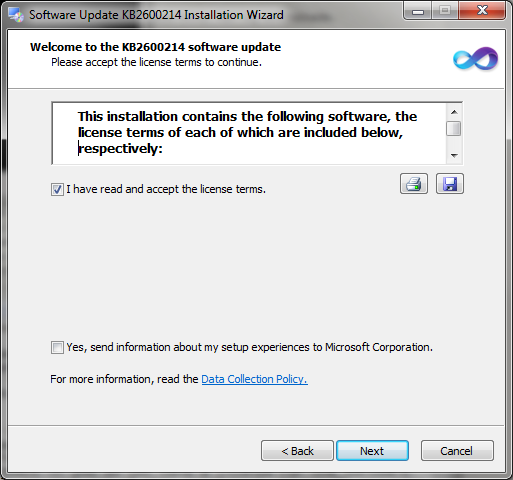 Software Update KB2600214 Installation Wizard
Welcome to the KB2600214 software update
Please accept the license terms to continue.
This installation contains the following software, the
license terms of each of which are included below,
respectively:
I have read and accept the license terms.
Yes, send information about my setup experiences to Microsoft Corporation.
For more information, read the Data Collection Policy.
< Back
Next
Cancel